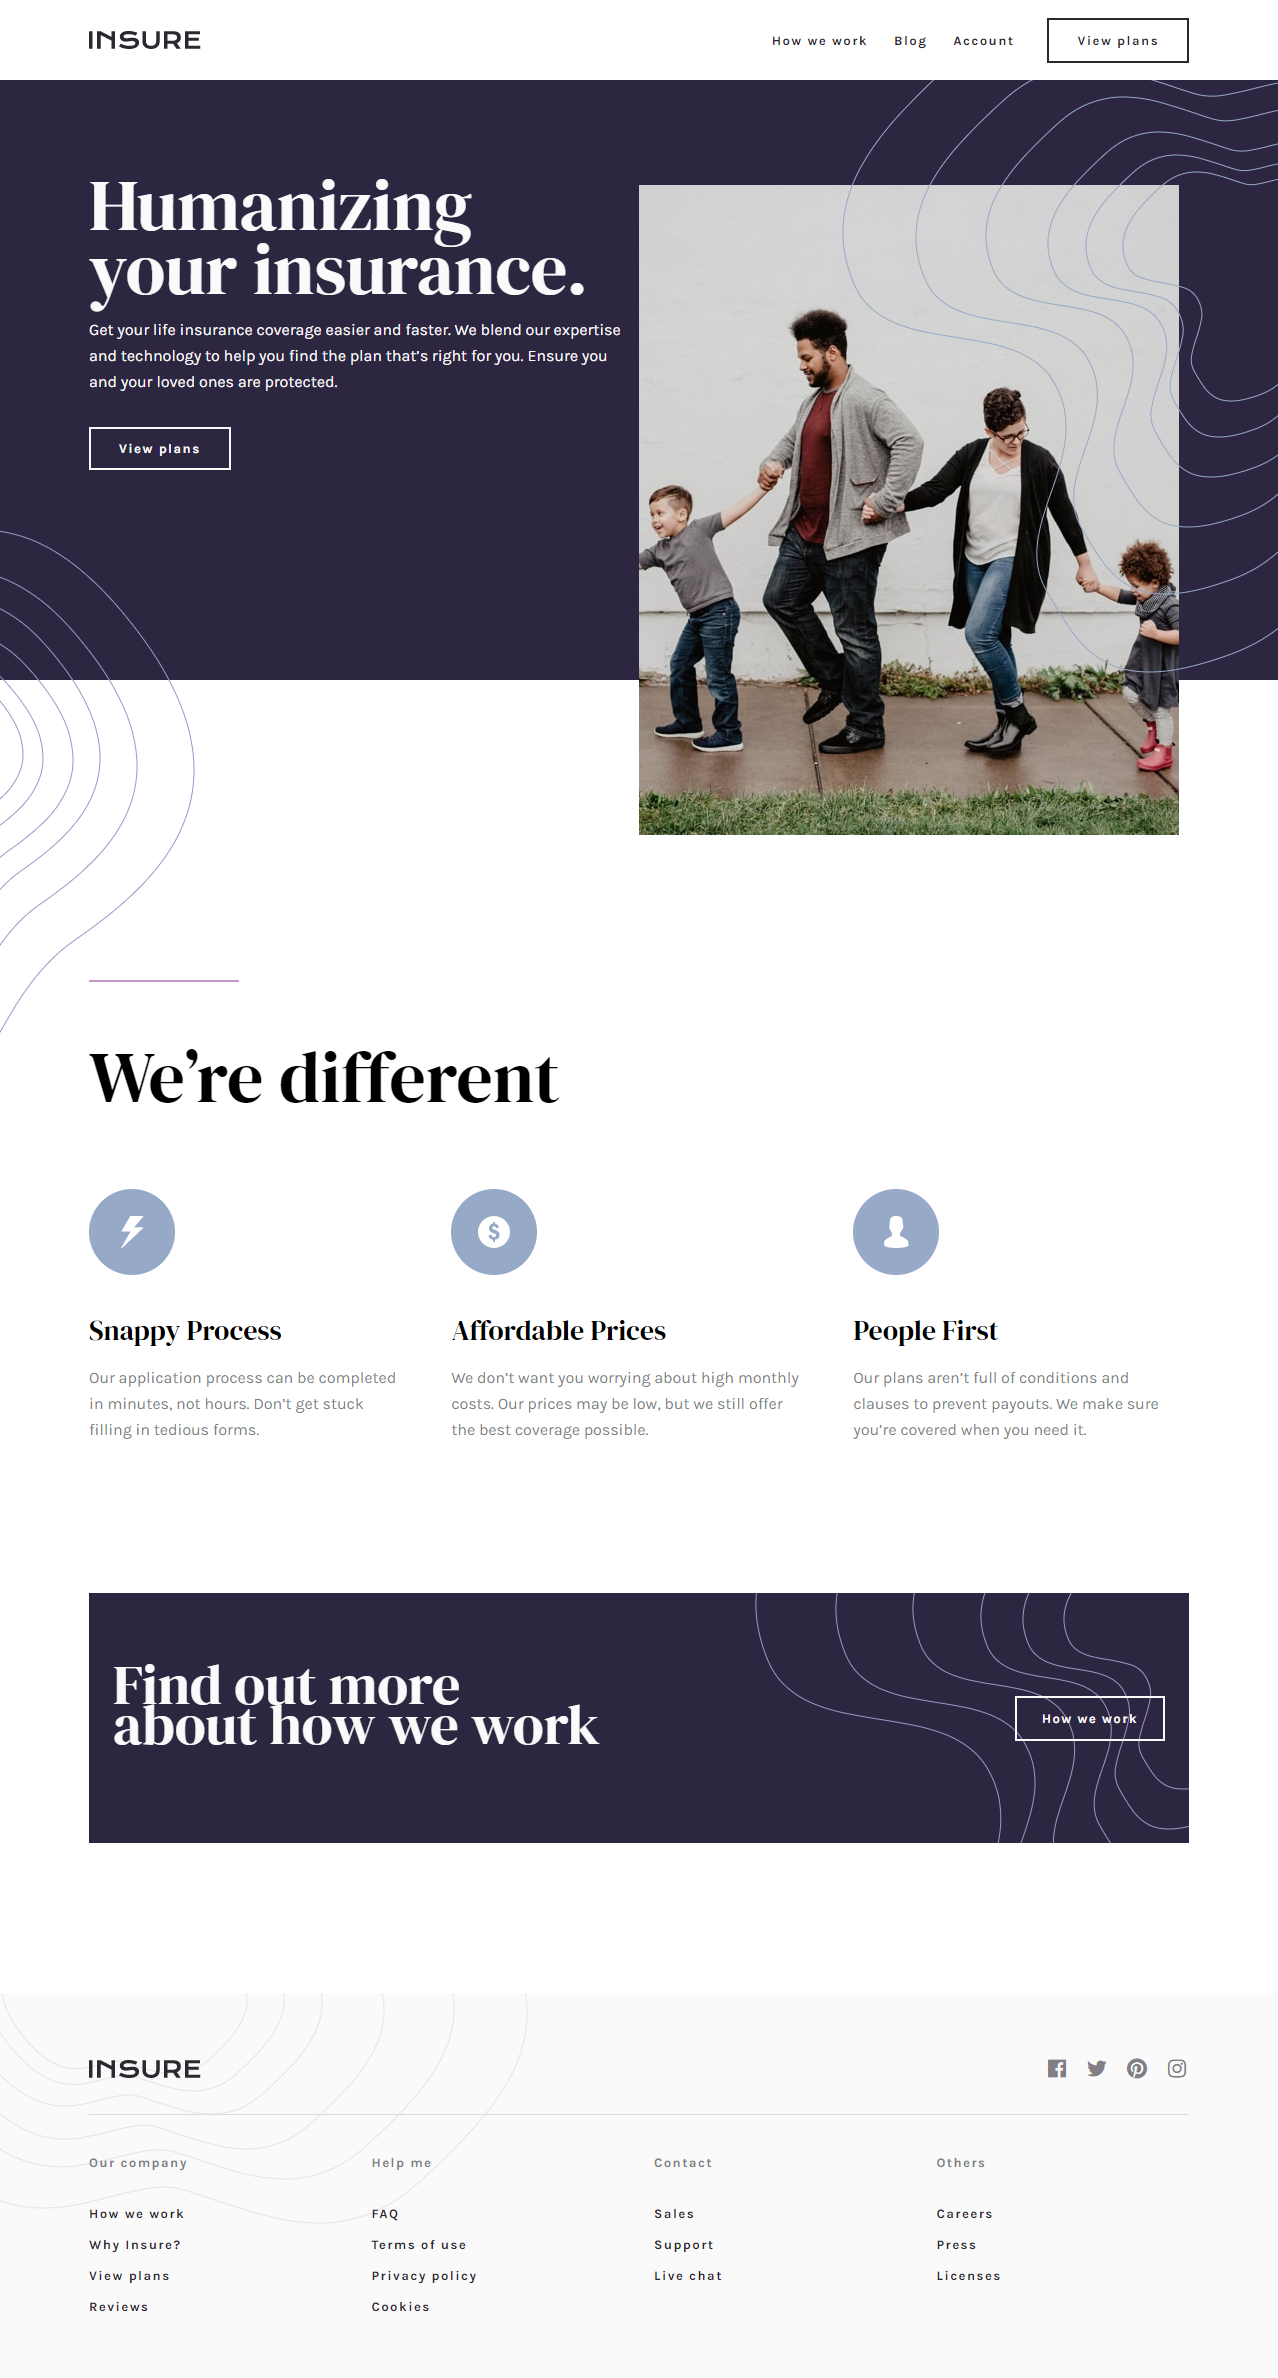 INSURE
How we work Blog Account View plans
Humanizing
your insurance.
Get your life insurance coverage easier and faster. We blend our expertise
and technology to help you find the plan that’s right for you. Ensure you
and your loved ones are protected.
View plans
We’re different
Snappy Process
Our application process can be completed
in minutes, not hours. Don’t get stuck
filling in tedious forms.
Affordable Prices
We don’t want you worrying about high monthly
costs. Our prices may be low, but we still offer
the best coverage possible.
People First
Our plans aren’t full of conditions and
clauses to prevent payouts. We make sure
you’re covered when you need it.
Find out more
about how we work
How we work
INSURE
Our company
How we work
Why Insure?
View plans
Reviews
Help me
FAQ
Terms of use
Privacy policy
Cookies
Contact
Sales
Support
Live chat
Others
Careers
Press
Licenses